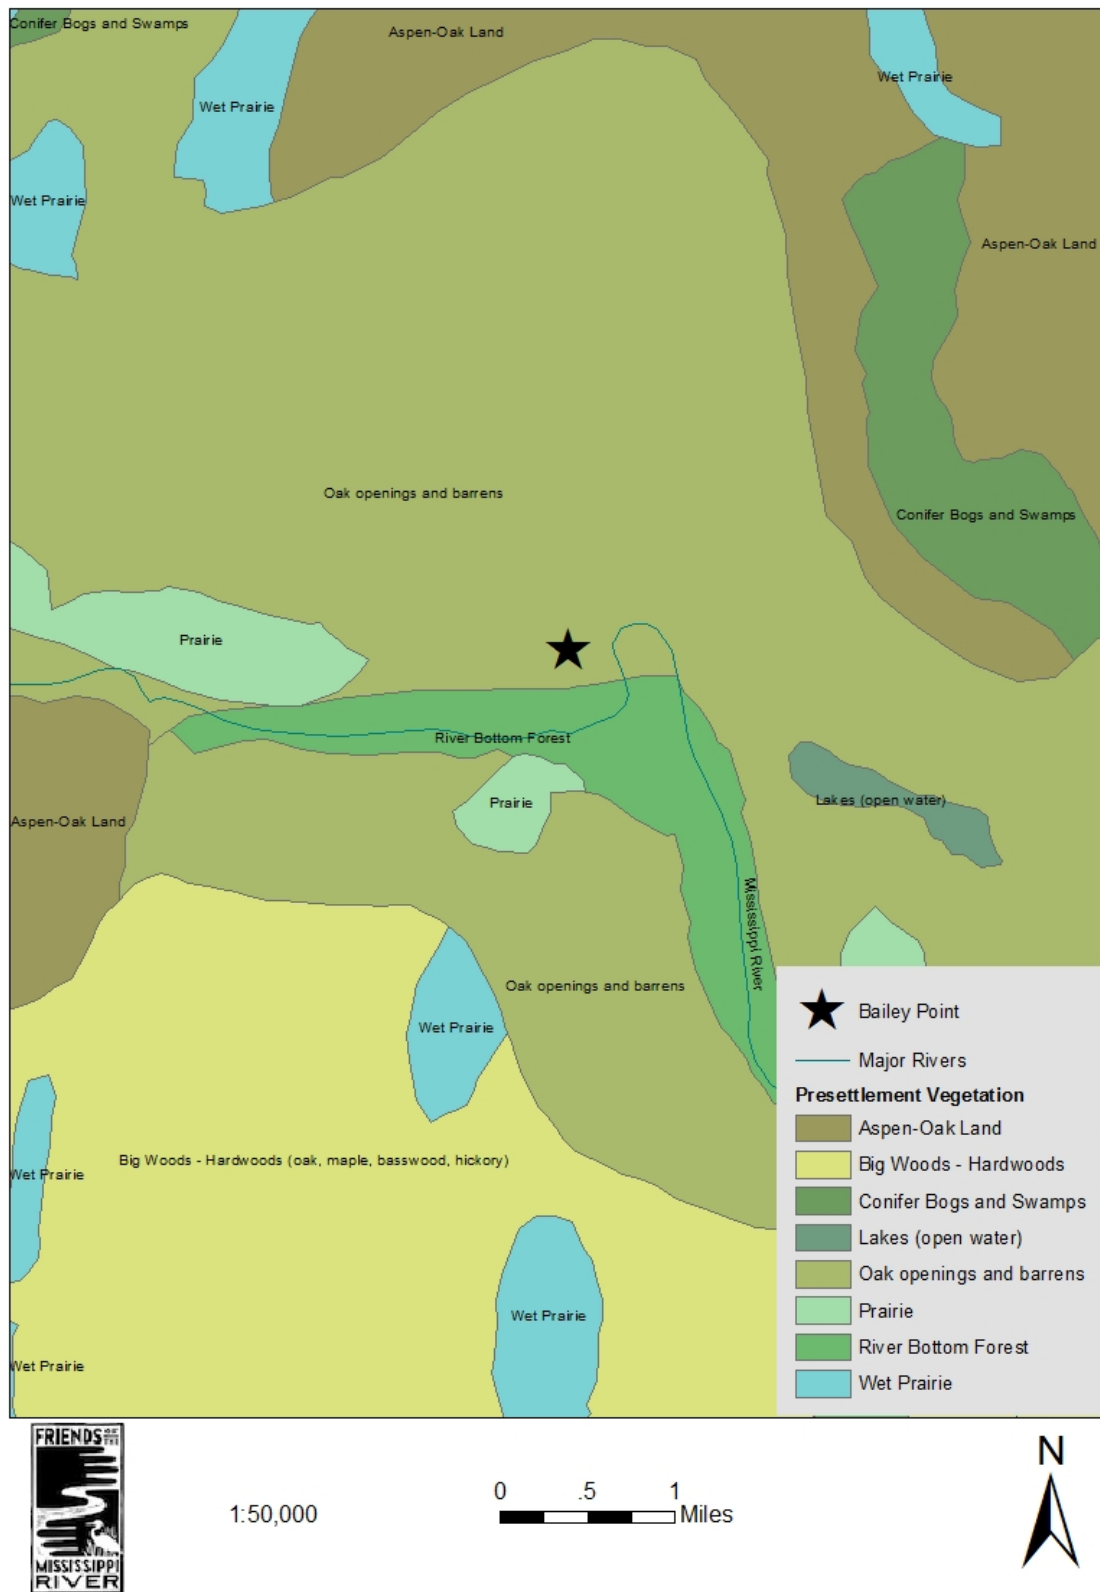 Conifer Bogs and Swamps
Aspen-Oak Land
Wet Prairie
Wet Prairie
Wet Prairie
Aspen-Oak Land
Oak openings and barrens
Conifer Bogs and Swamps
Prairie
River Bottom Forest
Prairie
Lakes (open water)
Aspen-Oak Land
Mississippi River
Oak openings and barrens
Wet Prairie
Big Woods - Hardwoods (oak, maple, basswood, hickory)
Wet Prairie
Wet Prairie
Wet Prairie
Bailey Point
Major Rivers
Presettlement Vegetation
Aspen-Oak Land
Big Woods - Hardwoods
Conifer Bogs and Swamps
Lakes (open water)
Oak openings and barrens
Prairie
River Bottom Forest
Wet Prairie
FRIENDS OF THE
MISSISSIPPI
RIVER
1:50,000
0 .5 1
Miles
N